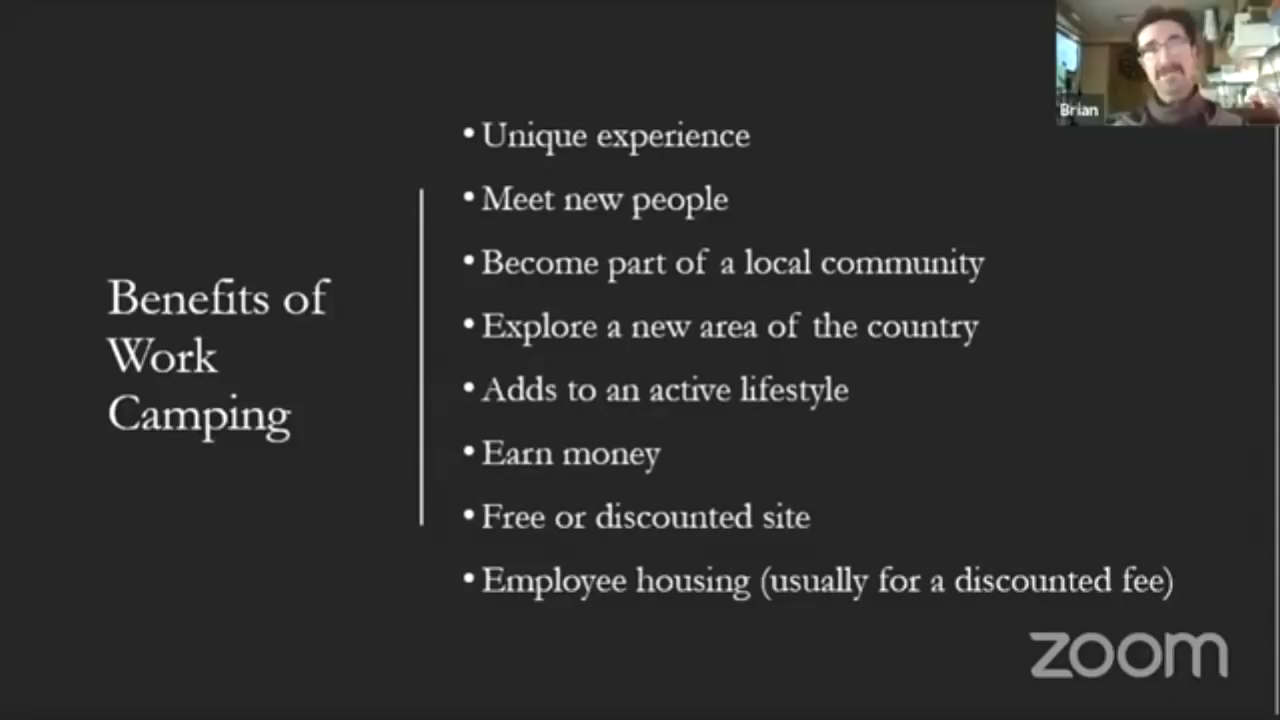 Brian
Benefits of
Work
Camping
• Unique experience
• Meet new people
• Become part of a local community
• Explore a new area of the country
• Adds to an active lifestyle
• Earn money
• Free or discounted site
• Employee housing (usually for a discounted fee)
zoom